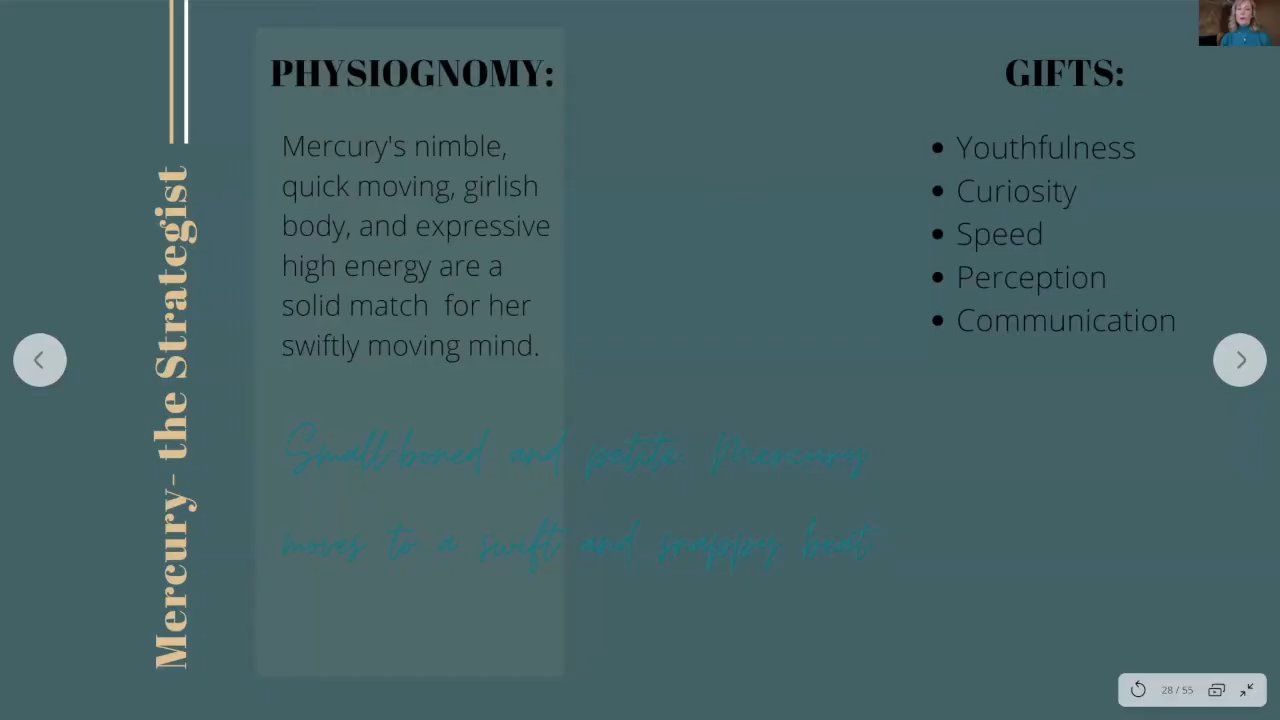 Mercury- the Strategist
PHYSIOGNOMY:
Mercury's nimble,
quick moving, girlish
body, and expressive
high energy are a
solid match for her
swiftly moving mind.
Small-boned and petite, Mercury
moves to a swift and snappy beat.
GIFTS:
• Youthfulness
• Curiosity
• Speed
• Perception
• Communication
28 / 55